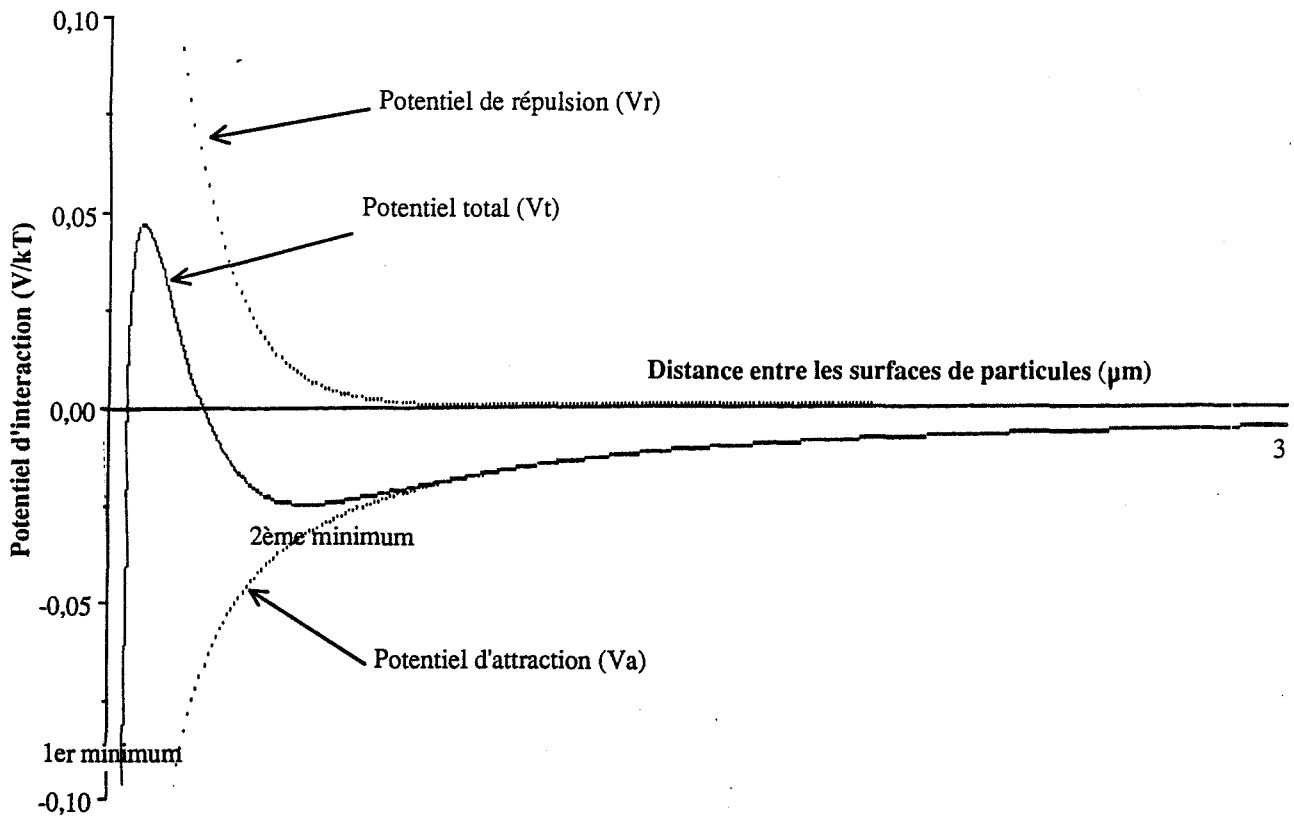 0,10
Potentiel de répulsion (Vr)
Potentiel total (Vt)
0,05
Potentiel d'interaction (V/kT)
Distance entre les surfaces de particules (µm)
0,00
3
2ème minimum
-0,05
Potentiel d'attraction (Va)
1er minimum
-0,10